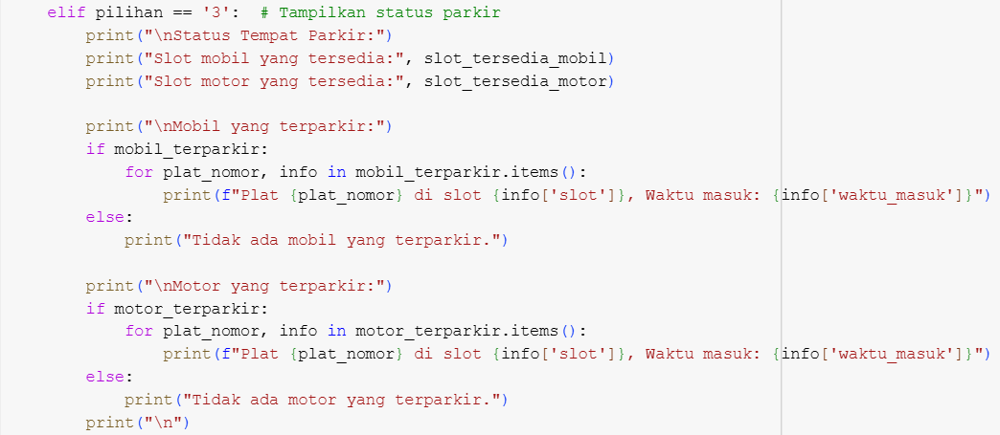 elif pilihan == '3':  # Tampilkan status parkir
    print("\nStatus Tempat Parkir:")
    print("Slot mobil yang tersedia:", slot_tersedia_mobil)
    print("Slot motor yang tersedia:", slot_tersedia_motor)

    print("\nMobil yang terparkir:")
    if mobil_terparkir:
        for plat_nomor, info in mobil_terparkir.items():
            print(f"Plat {plat_nomor} di slot {info['slot']}, Waktu masuk: {info['waktu_masuk']}")
    else:
        print("Tidak ada mobil yang terparkir.")

    print("\nMotor yang terparkir:")
    if motor_terparkir:
        for plat_nomor, info in motor_terparkir.items():
            print(f"Plat {plat_nomor} di slot {info['slot']}, Waktu masuk: {info['waktu_masuk']}")
    else:
        print("Tidak ada motor yang terparkir.")
    print("\n")